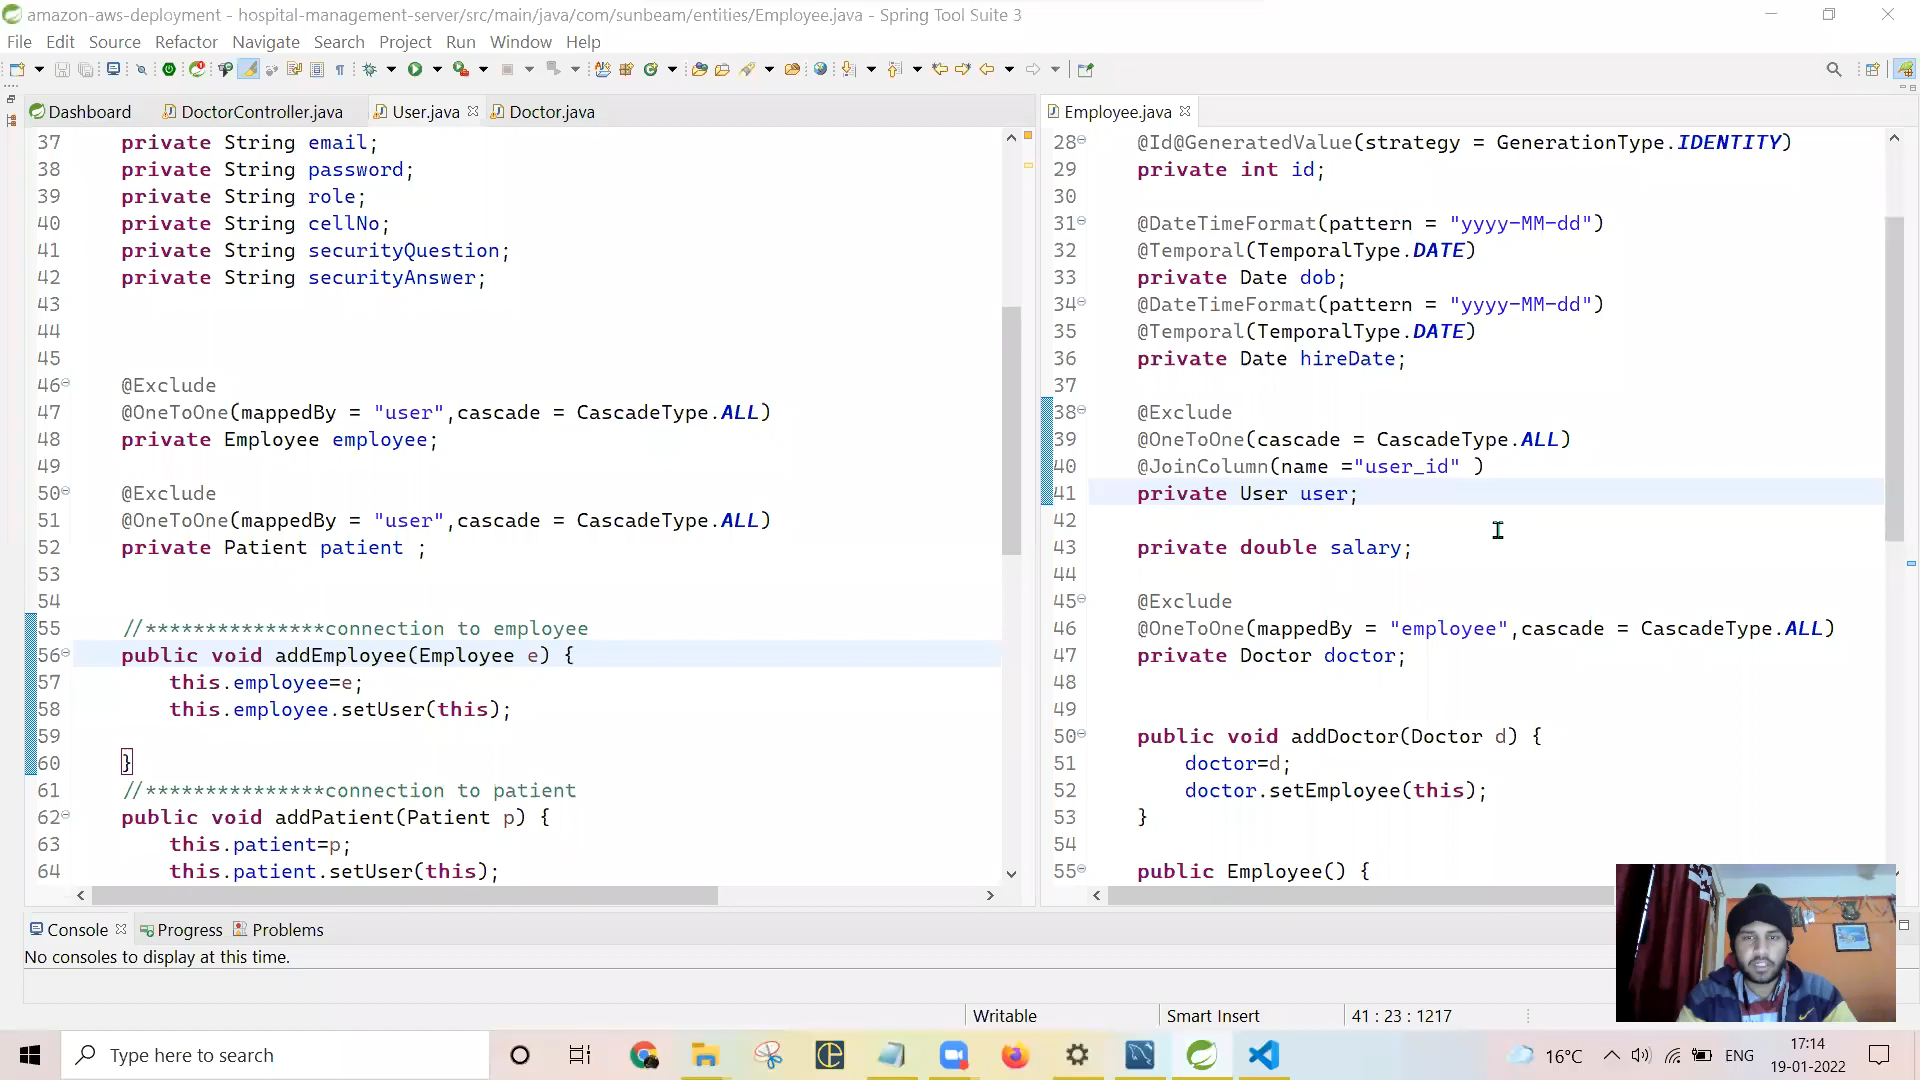 amazon-aws-deployment - hospital-management-server/src/main/java/com/sunbeam/entities/Employee.java - Spring Tool Suite 3
File Edit Source Refactor Navigate Search Project Run Window Help
Dashboard DoctorController.java User.java Doctor.java
37 private String email;
38 private String password;
39 private String role;
40 private String cellNo;
41 private String securityQuestion;
42 private String securityAnswer;
43
44
45
46 @Exclude
47 @OneToOne(mappedBy = "user",cascade = CascadeType.ALL)
48 private Employee employee;
49
50 @Exclude
51 @OneToOne(mappedBy = "user",cascade = CascadeType.ALL)
52 private Patient patient ;
53
54
55 //***************connection to employee
56 public void addEmployee(Employee e) {
57 this.employee=e;
58 this.employee.setUser(this);
59
60 }
61 //***************connection to patient
62 public void addPatient(Patient p) {
63 this.patient=p;
64 this.patient.setUser(this);
Employee.java
28 @Id@GeneratedValue(strategy = GenerationType.IDENTITY)
29 private int id;
30
31 @DateTimeFormat(pattern = "yyyy-MM-dd")
32 @Temporal(TemporalType.DATE)
33 private Date dob;
34 @DateTimeFormat(pattern = "yyyy-MM-dd")
35 @Temporal(TemporalType.DATE)
36 private Date hireDate;
37
38 @Exclude
39 @OneToOne(cascade = CascadeType.ALL)
40 @JoinColumn(name ="user_id" )
41 private User user;
42
43 private double salary;
44
45 @Exclude
46 @OneToOne(mappedBy = "employee",cascade = CascadeType.ALL)
47 private Doctor doctor;
48
49
50 public void addDoctor(Doctor d) {
51 doctor=d;
52 doctor.setEmployee(this);
53 }
54
55 public Employee() {
Console Progress Problems
No consoles to display at this time.
Writable Smart Insert 41 : 23 : 1217
Type here to search
16°C ENG
17:14
19-01-2022